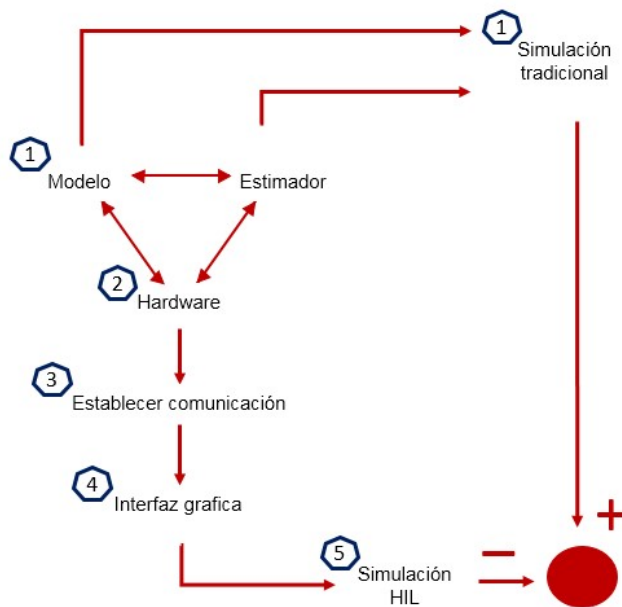 1
Simulación
tradicional
1
Modelo
Estimador
2
Hardware
3
Establecer comunicación
4
Interfaz grafica
5
Simulación
HIL
−
+